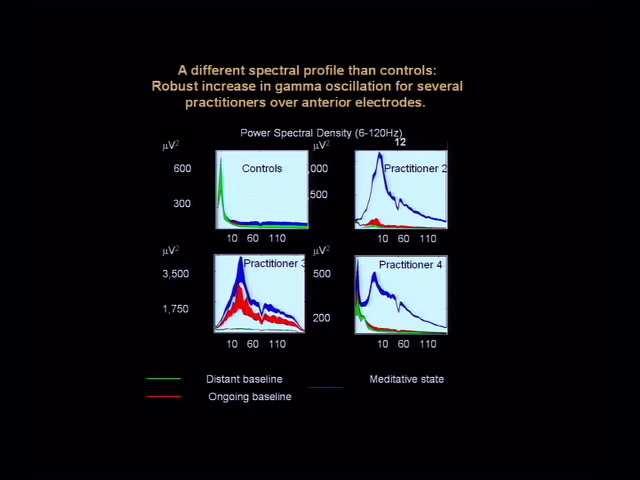 A different spectral profile than controls:
Robust increase in gamma oscillation for several
practitioners over anterior electrodes.
Power Spectral Density (6-120Hz)
12
μV2
μV2
600
Controls
,000
Practitioner 2
500
300
10 60 110
10 60 110
μV2
μV2
Practitioner 3
Practitioner 4
3,500
500
1,750
200
10 60 110
10 60 110
Distant baseline
Meditative state
Ongoing baseline